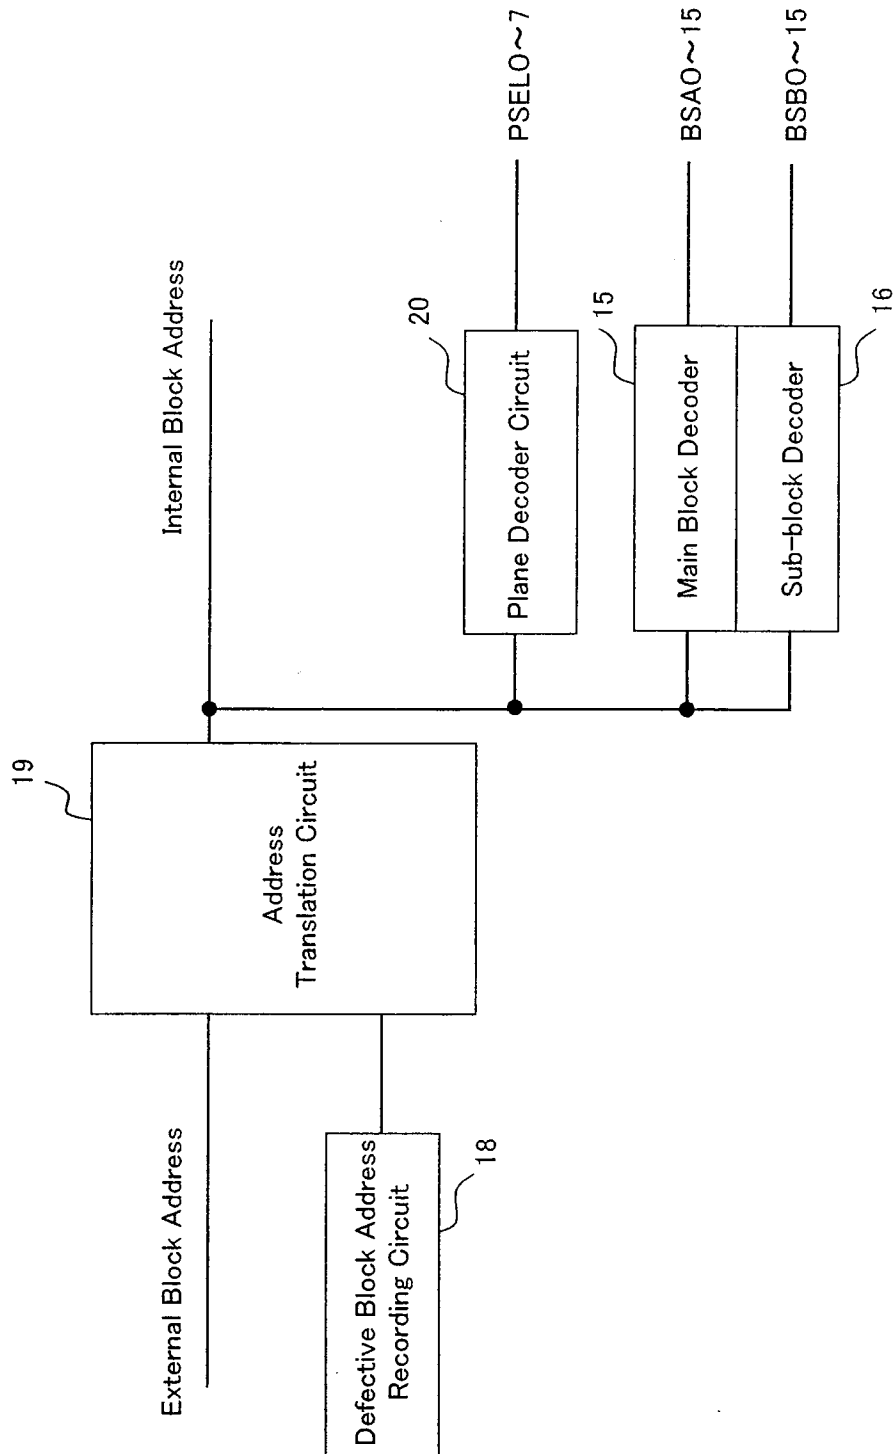 External Block Address
Defective Block Address
Recording Circuit
18
19
Address
Translation Circuit
Internal Block Address
20
Plane Decoder Circuit
PSEL0~7
15
Main Block Decoder
BSA0~15
Sub-block Decoder
BSB0~15
16